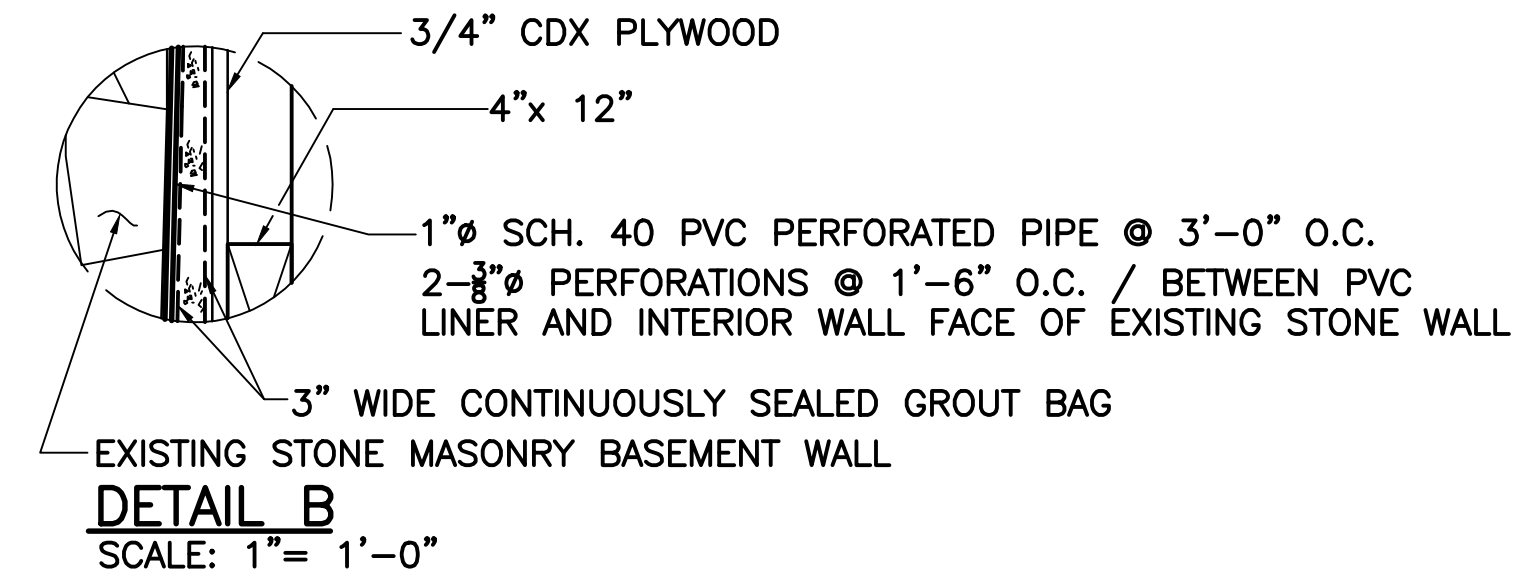 3/4” CDX PLYWOOD
4”x 12”
1”ø SCH. 40 PVC PERFORATED PIPE @ 3’-0” O.C.
2-3/8”ø PERFORATIONS @ 1’-6” O.C. / BETWEEN PVC
LINER AND INTERIOR WALL FACE OF EXISTING STONE WALL
3” WIDE CONTINUOUSLY SEALED GROUT BAG
EXISTING STONE MASONRY BASEMENT WALL
DETAIL B
SCALE: 1”= 1’-0”